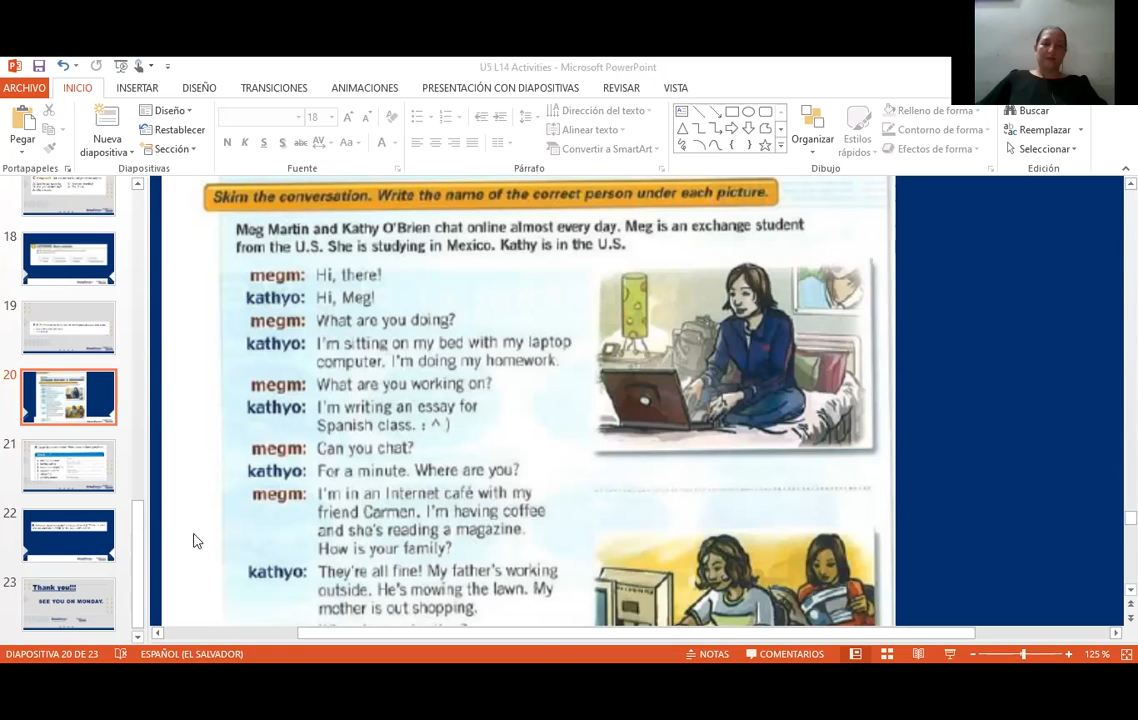 U5 L14 Activities - Microsoft PowerPoint
ARCHIVO INICIO INSERTAR DISEÑO TRANSICIONES ANIMACIONES PRESENTACIÓN CON DIAPOSITIVAS REVISAR VISTA
Pegar
Nueva diapositiva
Diseño
Restablecer
Sección
18
N K S S abc AV Aa A
Dirección del texto
Alinear texto
Convertir a SmartArt
Organizar
Estilos rápidos
Relleno de forma
Contorno de forma
Efectos de forma
Buscar
Reemplazar
Seleccionar
Portapapeles Diapositivas Fuente Párrafo Dibujo Edición
18
19
20
21
22
23
Thank you!!!
SEE YOU ON MONDAY.
Skim the conversation. Write the name of the correct person under each picture.
Meg Martin and Kathy O'Brien chat online almost every day. Meg is an exchange student
from the U.S. She is studying in Mexico. Kathy is in the U.S.
megm: Hi, there!
kathyo: Hi, Meg!
megm: What are you doing?
kathyo: I'm sitting on my bed with my laptop
computer. I'm doing my homework.
megm: What are you working on?
kathyo: I'm writing an essay for
Spanish class. : ^ )
megm: Can you chat?
kathyo: For a minute. Where are you?
megm: I'm in an Internet café with my
friend Carmen. I'm having coffee
and she's reading a magazine.
How is your family?
kathyo: They're all fine! My father's working
outside. He's mowing the lawn. My
mother is out shopping.
DIAPOSITIVA 20 DE 23 ESPAÑOL (EL SALVADOR) NOTAS COMENTARIOS 125 %